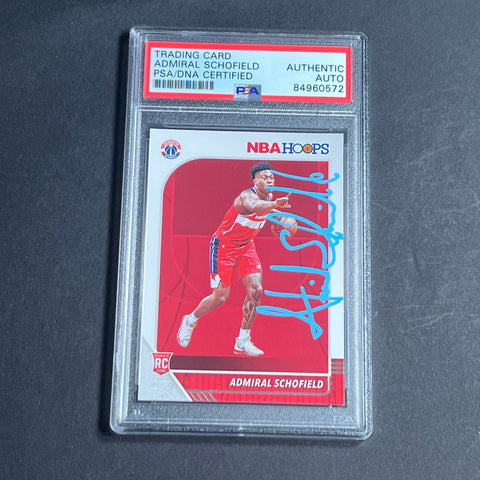 TRADING CARD
ADMIRAL SCHOFIELD
PSA/DNA CERTIFIED
AUTHENTIC
AUTO
84960572
PSA
NBA HOOPS
RC
ADMIRAL SCHOFIELD